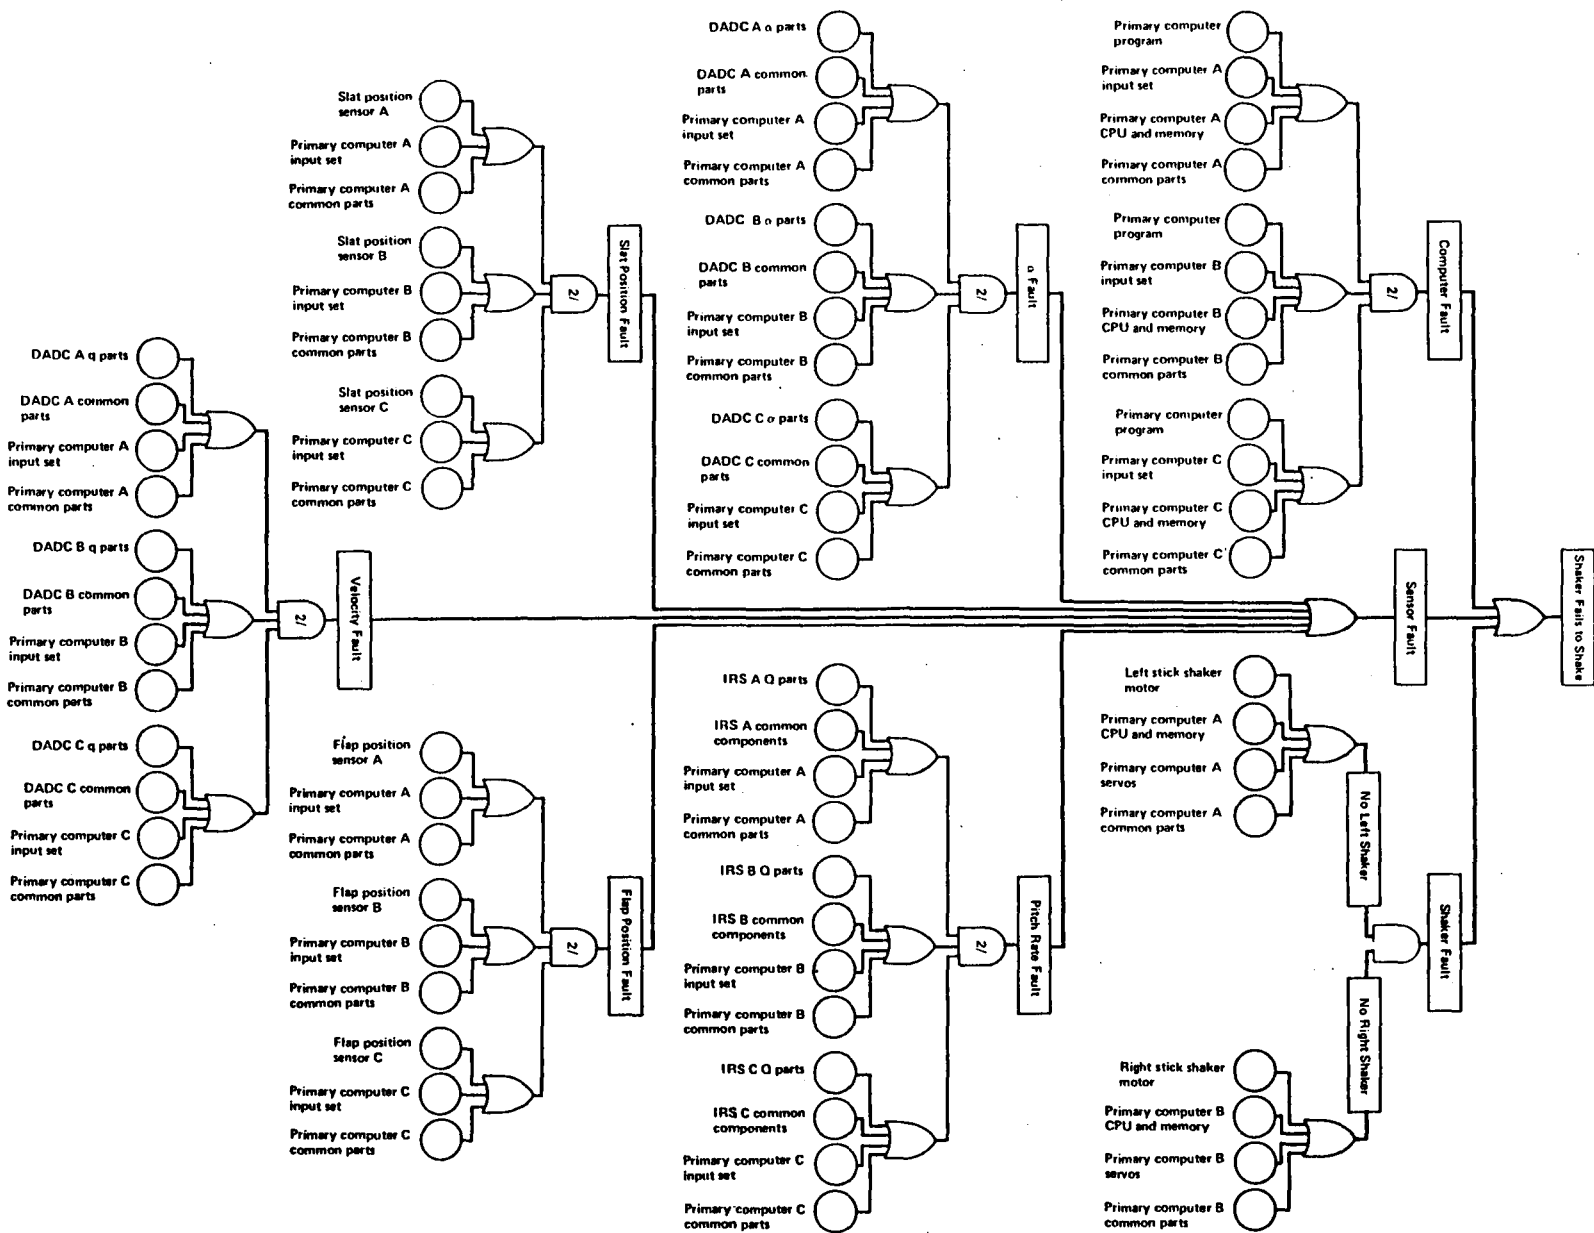 DADC A α parts
DADC A common
parts
Primary computer A
input set
Primary computer A
common parts
DADC B α parts
DADC B common
parts
Primary computer B
input set
Primary computer B
common parts
DADC C α parts
DADC C common
parts
Primary computer C
input set
Primary computer C
common parts
2/
α Fault
Primary computer
program
Primary computer A
input set
Primary computer A
CPU and memory
Primary computer A
common parts
Primary computer
program
Primary computer B
input set
Primary computer B
CPU and memory
Primary computer B
common parts
Primary computer
program
Primary computer C
input set
Primary computer C
CPU and memory
Primary computer C
common parts
2/
Computer Fault
Slat position
sensor A
Primary computer A
input set
Primary computer A
common parts
Slat position
sensor B
Primary computer B
input set
Primary computer B
common parts
Slat position
sensor C
Primary computer C
input set
Primary computer C
common parts
2/
Slat Position Fault
DADC A q parts
DADC A common
parts
Primary computer A
input set
Primary computer A
common parts
DADC B q parts
DADC B common
parts
Primary computer B
input set
Primary computer B
common parts
DADC C q parts
DADC C common
parts
Primary computer C
input set
Primary computer C
common parts
2/
Velocity Fault
Sensor Fault
Shaker Fails to Shake
Flap position
sensor A
Primary computer A
input set
Primary computer A
common parts
Flap position
sensor B
Primary computer B
input set
Primary computer B
common parts
Flap position
sensor C
Primary computer C
input set
Primary computer C
common parts
2/
Flap Position Fault
IRS A Q parts
IRS A common
components
Primary computer A
input set
Primary computer A
common parts
IRS B Q parts
IRS B common
components
Primary computer B
input set
Primary computer B
common parts
IRS C Q parts
IRS C common
components
Primary computer C
input set
Primary computer C
common parts
2/
Pitch Rate Fault
Left stick shaker
motor
Primary computer A
CPU and memory
Primary computer A
servos
Primary computer A
common parts
No Left Shaker
Shaker Fault
No Right Shaker
Right stick shaker
motor
Primary computer B
CPU and memory
Primary computer B
servos
Primary computer B
common parts